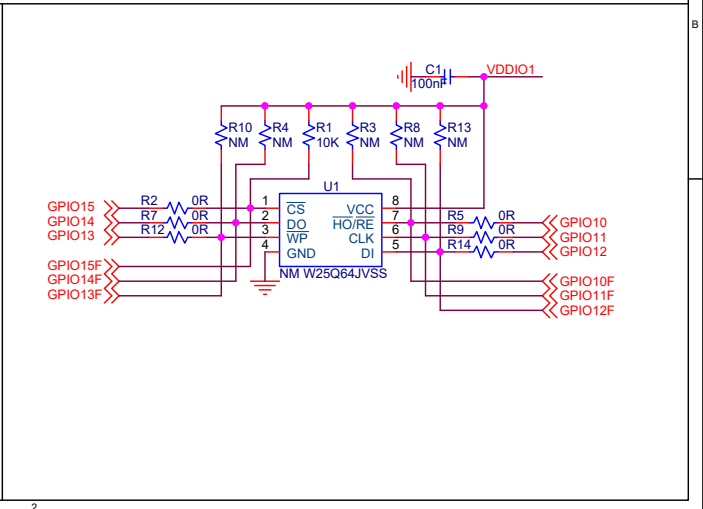 B
C1
100nF
VDDIO1
R10 R4 R1 R3 R8 R13
NM NM 10K NM NM NM
U1
GPIO15 R2 0R 1 CS VCC 8
GPIO14 R7 0R 2 DO HO/RE 7 R5 0R GPIO10
GPIO13 R12 0R 3 WP CLK 6 R9 0R GPIO11
4 GND DI 5 R14 0R GPIO12
NM W25Q64JVSS
GPIO15F
GPIO14F GPIO10F
GPIO13F GPIO11F
GPIO12F
2